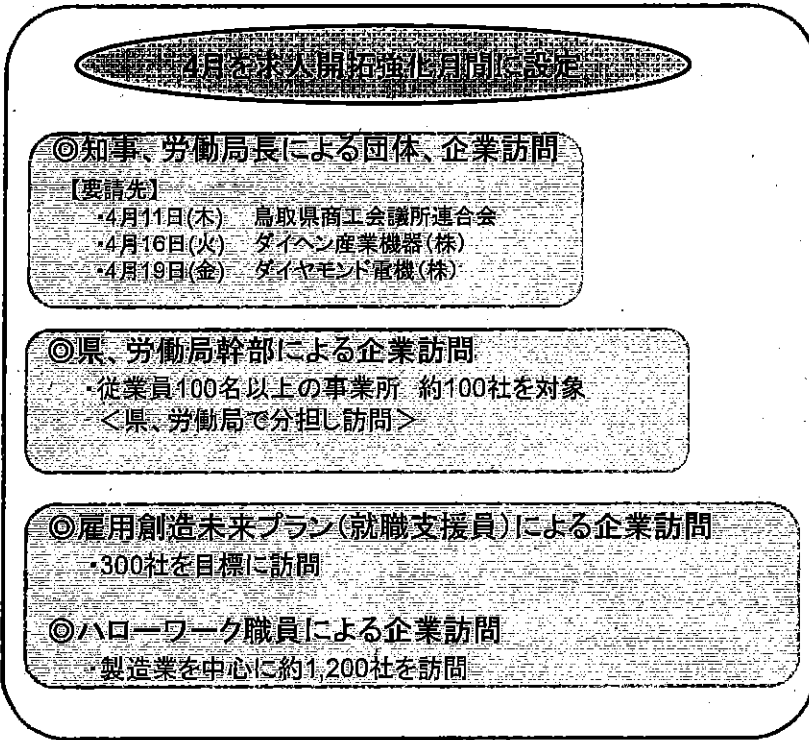 4月を求人開拓強化月間に設定
◎知事、労働局長による団体、企業訪問
【要請先】
・4月11日(木) 鳥取県商工会議所連合会
・4月16日(火) ダイヘン産業機器(株)
・4月19日(金) ダイヤモンド電機(株)
◎県、労働局幹部による企業訪問
・従業員100名以上の事業所 約100社を対象
＜県、労働局で分担し訪問＞
◎雇用創造未来プラン(就職支援員)による企業訪問
・300社を目標に訪問
◎ハローワーク職員による企業訪問
・製造業を中心に約1,200社を訪問